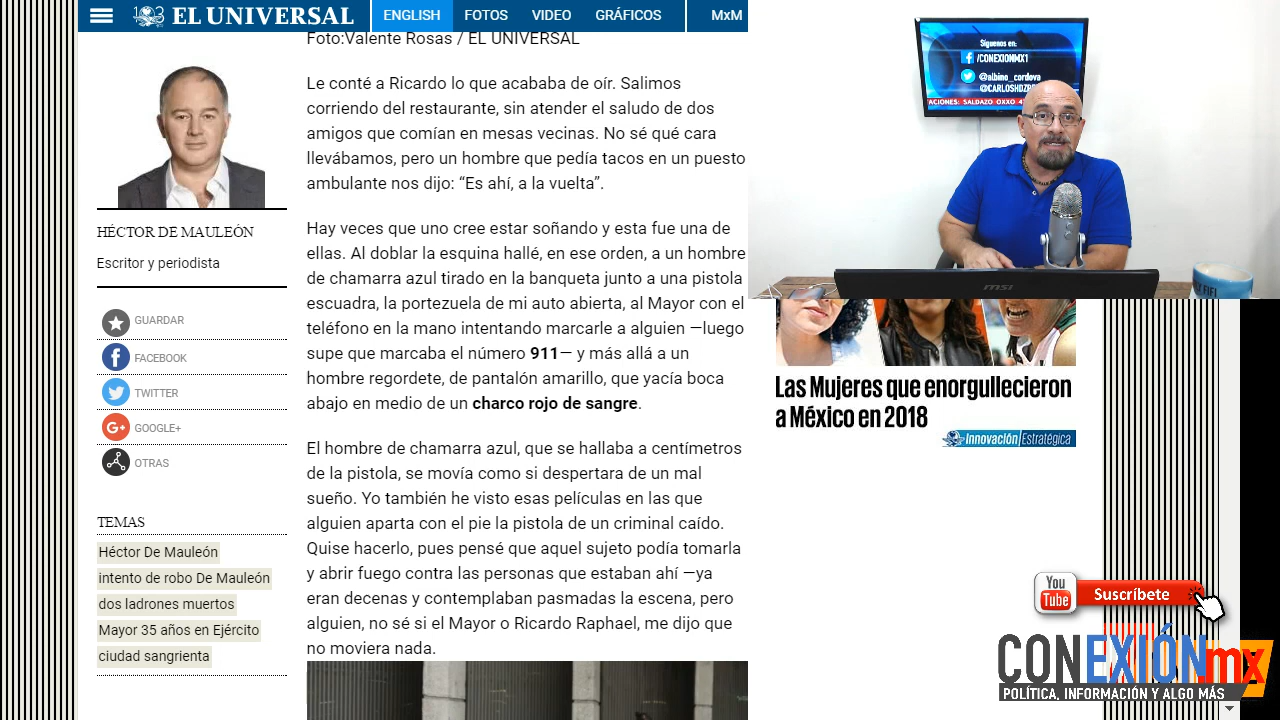 EL UNIVERSAL
ENGLISH
FOTOS
VIDEO
GRÁFICOS
MxM
Foto:Valente Rosas / EL UNIVERSAL
Le conté a Ricardo lo que acababa de oír. Salimos
corriendo del restaurante, sin atender el saludo de dos
amigos que comían en mesas vecinas. No sé qué cara
llevábamos, pero un hombre que pedía tacos en un puesto
ambulante nos dijo: “Es ahí, a la vuelta”.
Hay veces que uno cree estar soñando y esta fue una de
ellas. Al doblar la esquina hallé, en ese orden, a un hombre
de chamarra azul tirado en la banqueta junto a una pistola
escuadra, la portezuela de mi auto abierta, al Mayor con el
teléfono en la mano intentando marcarle a alguien —luego
supe que marcaba el número 911— y más allá a un
hombre regordete, de pantalón amarillo, que yacía boca
abajo en medio de un charco rojo de sangre.
El hombre de chamarra azul, que se hallaba a centímetros
de la pistola, se movía como si despertara de un mal
sueño. Yo también he visto esas películas en las que
alguien aparta con el pie la pistola de un criminal caído.
Quise hacerlo, pues pensé que aquel sujeto podía tomarla
y abrir fuego contra las personas que estaban ahí —ya
eran decenas y contemplaban pasmadas la escena, pero
alguien, no sé si el Mayor o Ricardo Raphael, me dijo que
no moviera nada.
HÉCTOR DE MAULEÓN
Escritor y periodista
GUARDAR
FACEBOOK
TWITTER
GOOGLE+
OTRAS
TEMAS
Héctor De Mauleón
intento de robo De Mauleón
dos ladrones muertos
Mayor 35 años en Ejército
ciudad sangrienta
Síguenos en:
/CONEXIONMX1
@albino_cordova
ACIONES: SALDAZO OXXO
msi
FIFI
Las Mujeres que enorgullecieron
a México en 2018
Innovación Estratégica
You
Tube
Suscríbete
CONEXIÓN mx
POLÍTICA, INFORMACIÓN Y ALGO MÁS